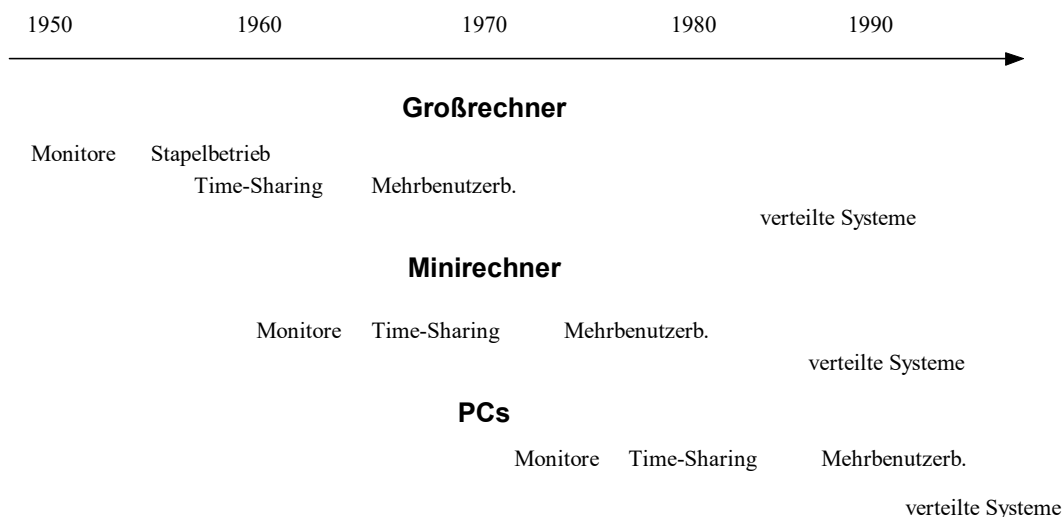 1950 1960 1970 1980 1990
Großrechner
Monitore Stapelbetrieb
Time-Sharing Mehrbenutzerb.
verteilte Systeme
Minirechner
Monitore Time-Sharing Mehrbenutzerb.
verteilte Systeme
PCs
Monitore Time-Sharing Mehrbenutzerb.
verteilte Systeme